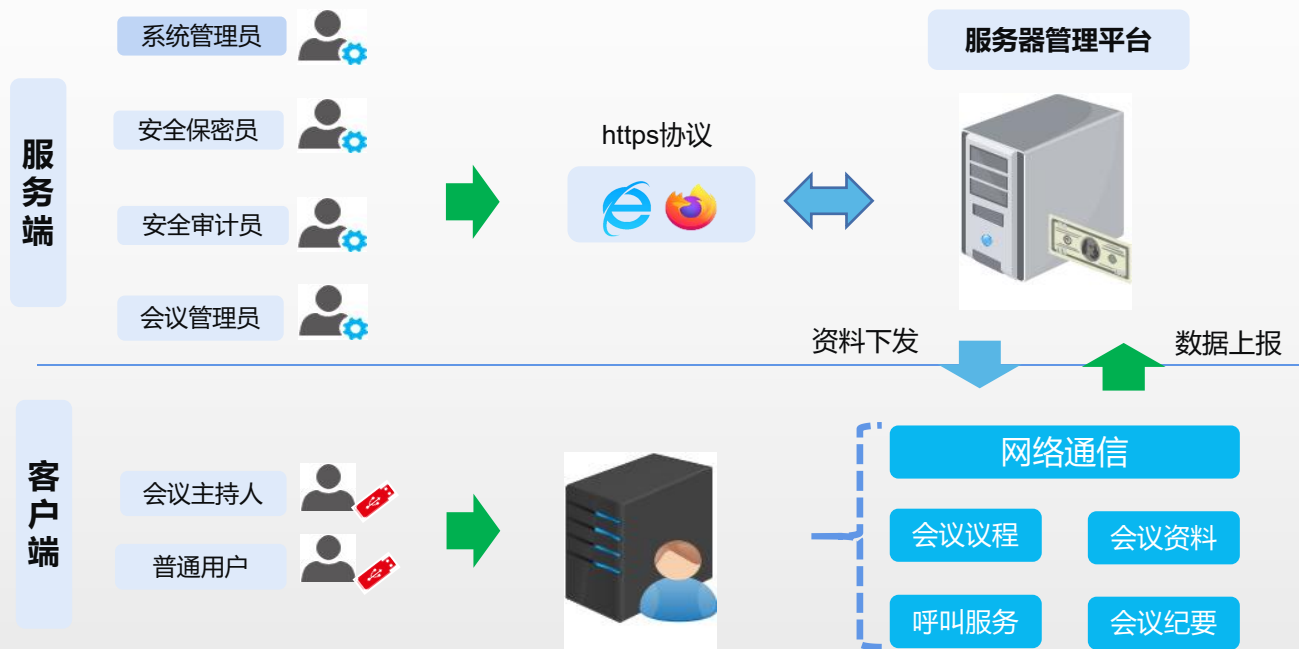 系统管理员
服务器管理平台
安全保密员
服务端
https协议
安全审计员
会议管理员
资料下发
数据上报
客户端
网络通信
会议主持人
会议议程
会议资料
普通用户
呼叫服务
会议纪要